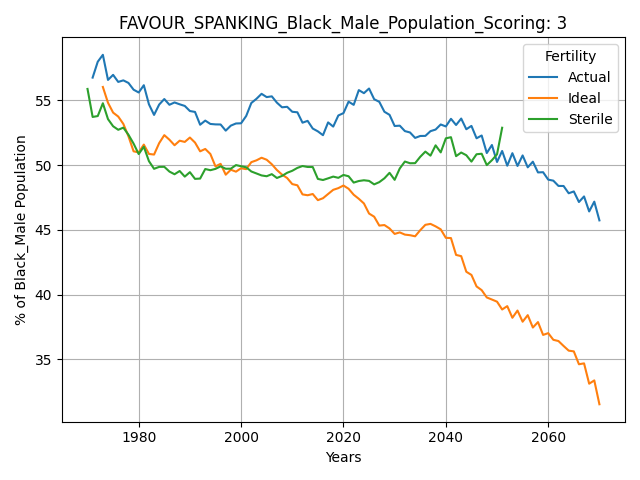 FAVOUR_SPANKING_Black_Male_Population_Scoring: 3
Fertility
Actual
Ideal
Sterile
% of Black_Male Population
55
50
45
40
35
1980 2000 2020 2040 2060
Years